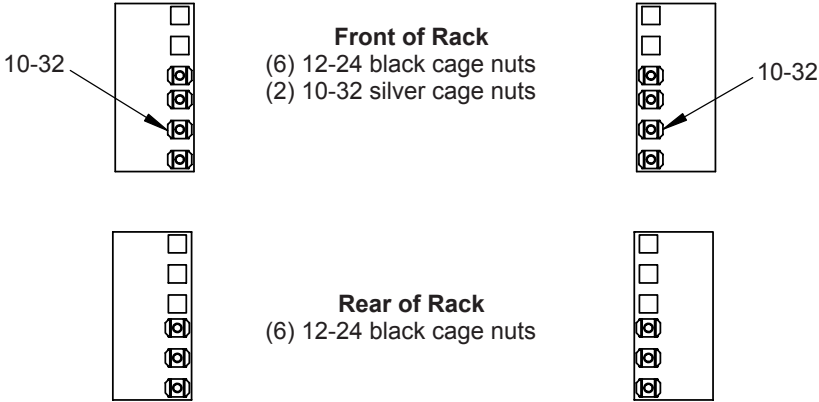 Front of Rack
10-32
(6) 12-24 black cage nuts
10-32
(2) 10-32 silver cage nuts
Rear of Rack
(6) 12-24 black cage nuts